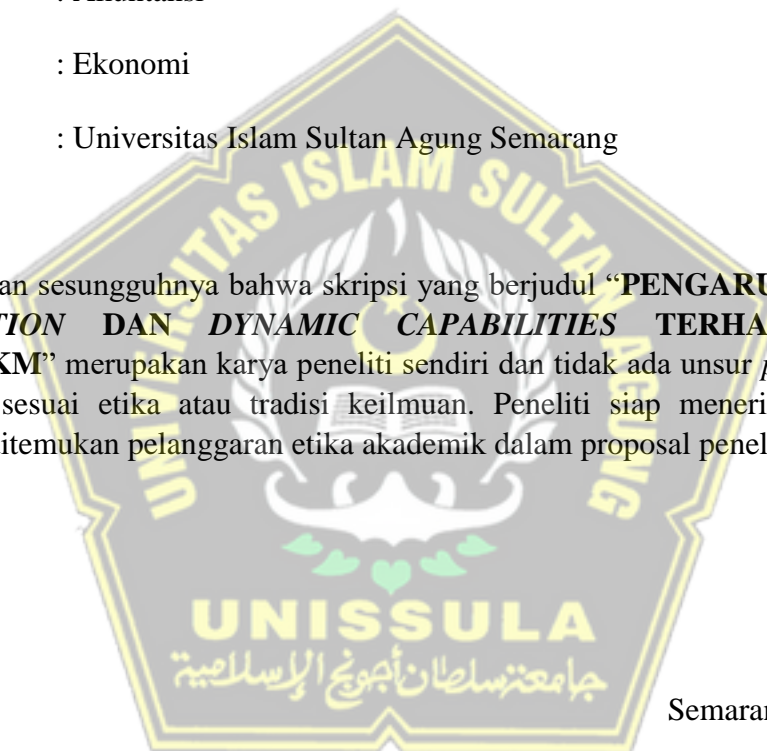 : Ekonomi
: Universitas Islam Sultan Agung Semarang
an sesungguhnya bahwa skripsi yang berjudul “PENGARU
TION DAN DYNAMIC CAPABILITIES TERHA
KM” merupakan karya peneliti sendiri dan tidak ada unsur p
sesuai etika atau tradisi keilmuan. Peneliti siap meneri
itemukan pelanggaran etika akademik dalam proposal penel
UNIVERSITAS ISLAM SULTAN AGUNG
UNISSULA
جامعة سلطان أجونج الإسلامية
Semaran